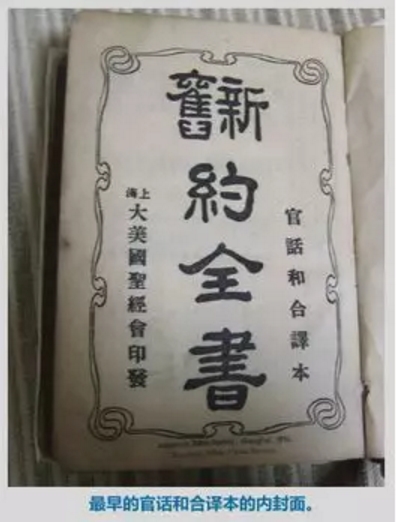 新舊
約全書
官話和合譯本
上海
大美國聖經會印發
最早的官话和合译本的内封面。